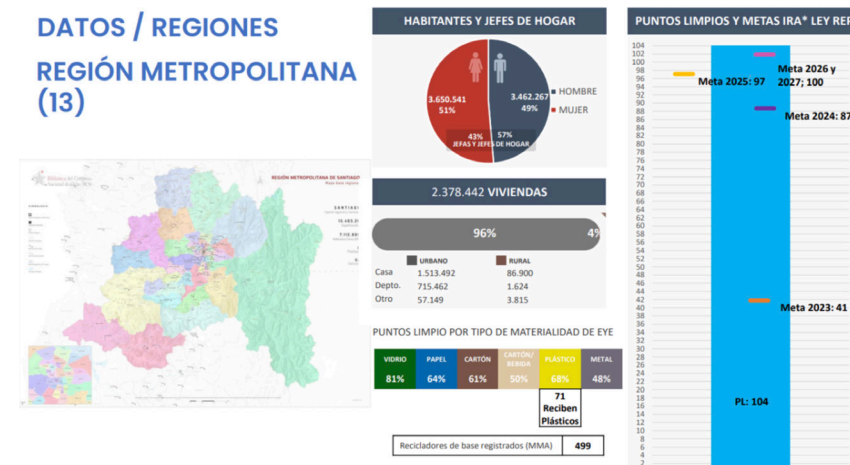 DATOS / REGIONES
REGIÓN METROPOLITANA
(13)
REGIÓN METROPOLITANA DE SANTIAGO
HABITANTES Y JEFES DE HOGAR
3.650.541
51%
3.462.267
49%
HOMBRE
MUJER
43% 57%
JEFAS Y JEFES DE HOGAR
2.378.442 VIVIENDAS
96%
4%
URBANO RURAL
Casa 1.513.492 86.900
Depto. 715.462 1.624
Otro 57.149 3.815
PUNTOS LIMPIO POR TIPO DE MATERIALIDAD DE EYE
VIDRIO PAPEL CARTÓN CARTÓN/ BEBIDA PLÁSTICO METAL
81% 64% 61% 50% 68% 48%
71
Reciben
Plásticos
Recicladores de base registrados (MMA) 499
PUNTOS LIMPIOS Y METAS IRA* LEY REP
104
102
100
98
96
94
92
90
88
86
84
82
80
78
76
74
72
70
68
66
64
62
60
58
56
54
52
50
48
46
44
42
40
38
36
34
32
30
28
26
24
22
20
18
16
14
12
10
8
6
4
2
Meta 2026 y
2027; 100
Meta 2025: 97
Meta 2024: 87
Meta 2023: 41
PL: 104